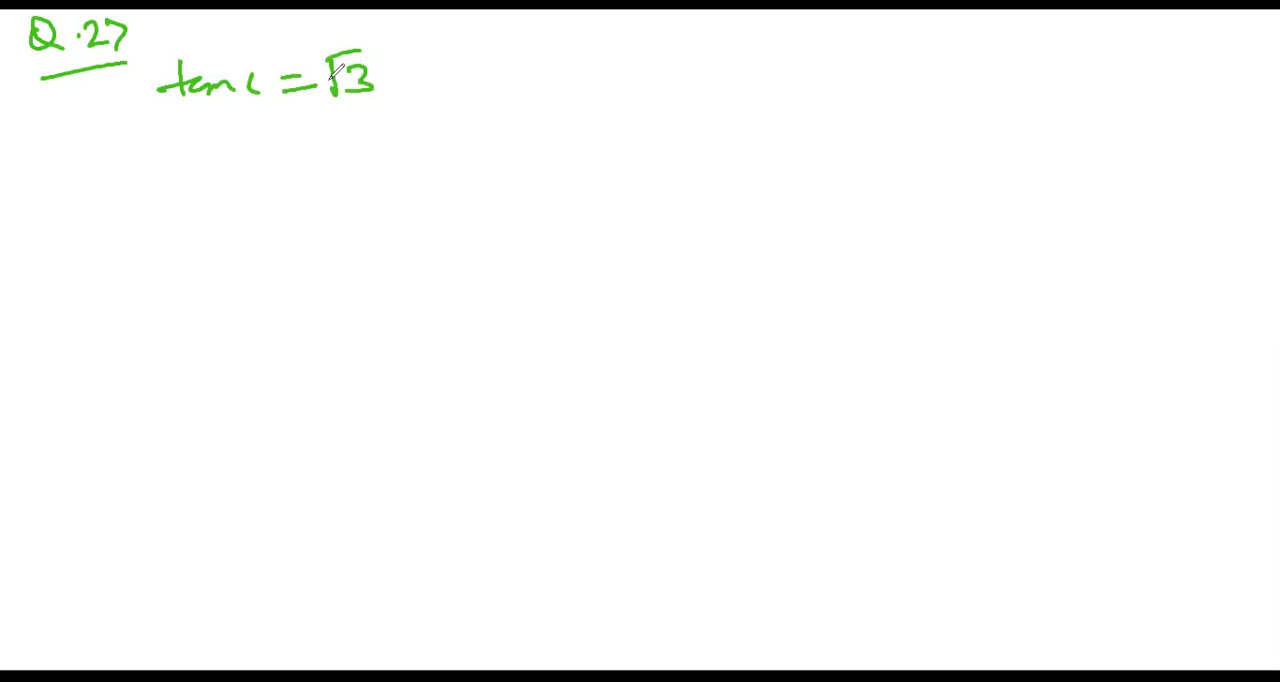 Q.27
tan c = √3